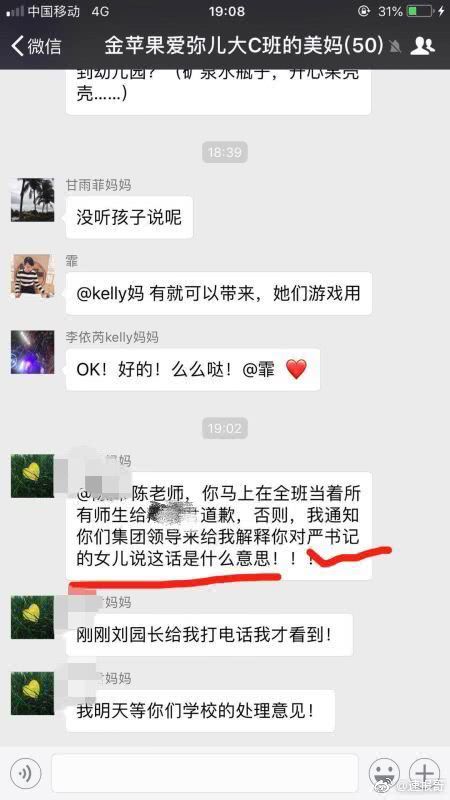 中国移动 4G 19:08 31%
微信 金苹果爱弥儿大C班的美妈(50)
到幼儿园？（矿泉水瓶子，开心果壳
壳......）
18:39
甘雨菲妈妈
没听孩子说呢
霏
@kelly妈 有就可以带来，她们游戏用
李依芮kelly妈妈
OK！好的！么么哒！@霏
19:02
妈妈
陈老师，你马上在全班当着所
有师生给 道歉，否则，我通知
你们集团领导来给我解释你对严书记
的女儿说这话是什么意思！！！
妈妈
刚刚刘园长给我打电话我才看到！
妈妈
我明天等你们学校的处理意见！
@速报哥